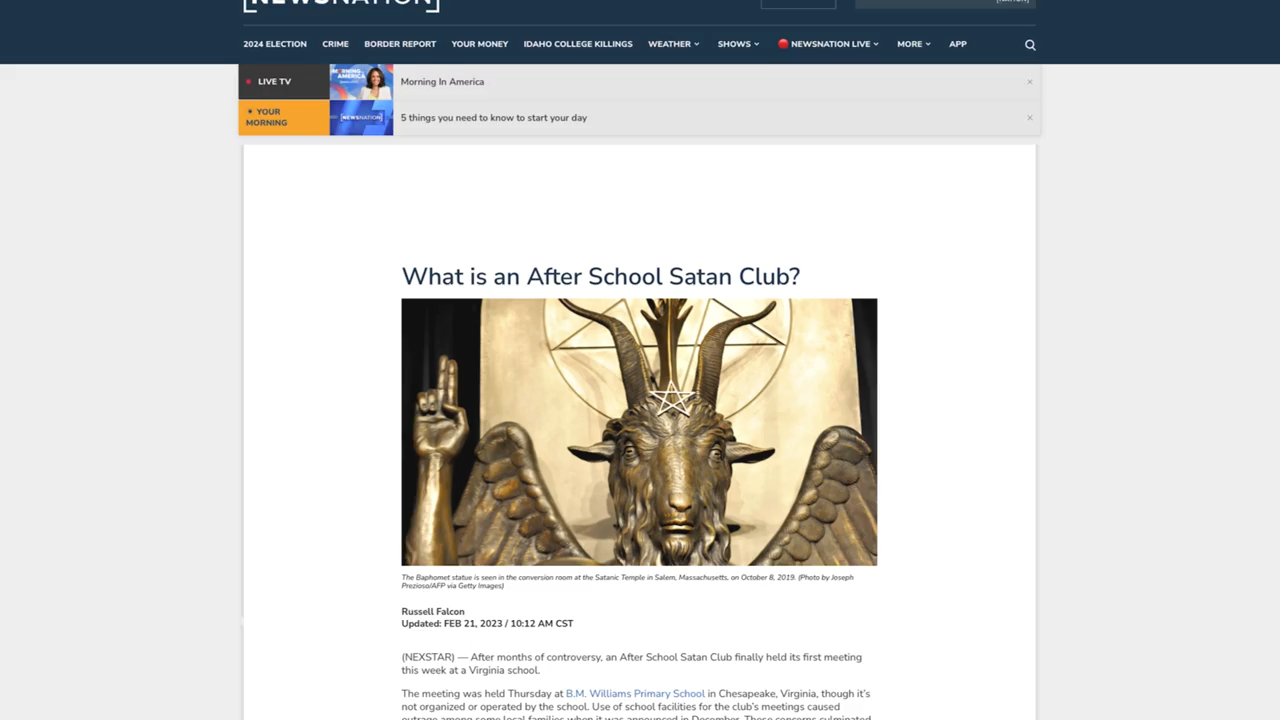 [NEWSNATION]
[NATION]
2024 ELECTION CRIME BORDER REPORT YOUR MONEY IDAHO COLLEGE KILLINGS WEATHER SHOWS NEWSNATION LIVE MORE APP
LIVE TV
Morning In America
MORNING IN AMERICA
☀ YOUR MORNING
[NEWSNATION]
5 things you need to know to start your day
What is an After School Satan Club?
The Baphomet statue is seen in the conversion room at the Satanic Temple in Salem, Massachusetts, on October 8, 2019. (Photo by Joseph
Prezioso/AFP via Getty Images)
Russell Falcon
Updated: FEB 21, 2023 / 10:12 AM CST
(NEXSTAR) — After months of controversy, an After School Satan Club finally held its first meeting
this week at a Virginia school.
The meeting was held Thursday at B.M. Williams Primary School in Chesapeake, Virginia, though it's
not organized or operated by the school. Use of school facilities for the club's meetings caused
outrage among some local families when it was announced in December. These concerns culminated